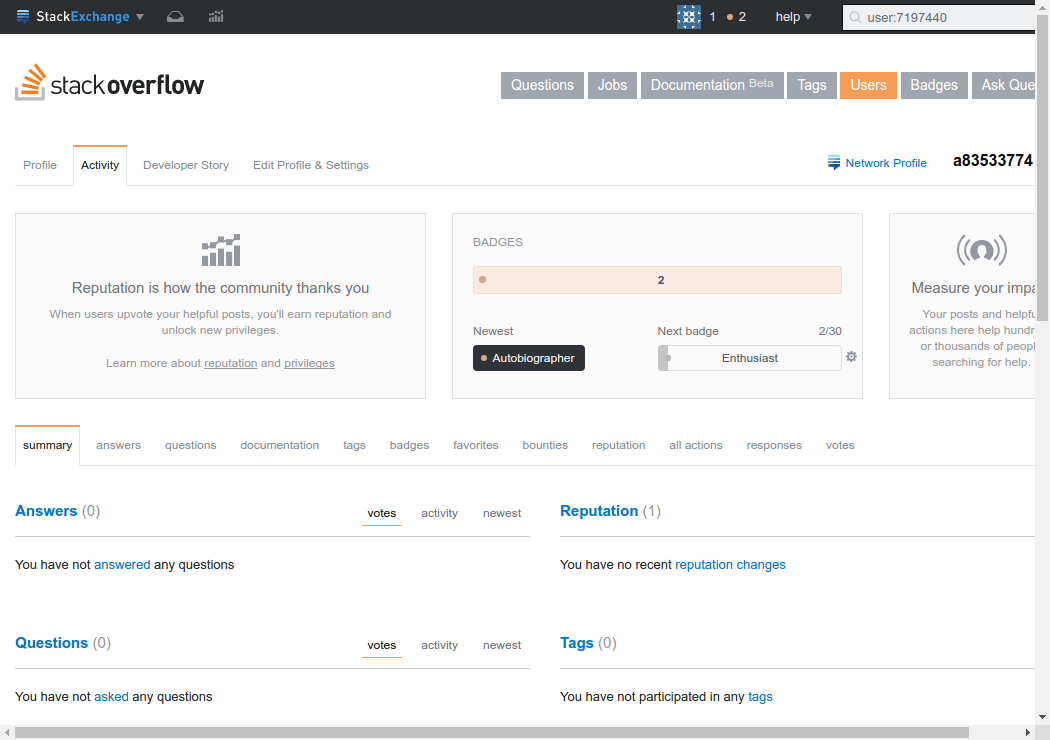 StackExchange 1 2 help user:7197440
stackoverflow Questions Jobs Documentation Beta Tags Users Badges Ask Que
Profile Activity Developer Story Edit Profile & Settings Network Profile a83533774
Reputation is how the community thanks you
When users upvote your helpful posts, you'll earn reputation and
unlock new privileges.
Learn more about reputation and privileges
BADGES
2
Newest Next badge 2/30
Autobiographer Enthusiast
Measure your impa
Your posts and helpfu
actions here help hundr
or thousands of peopl
searching for help.
summary answers questions documentation tags badges favorites bounties reputation all actions responses votes
Answers (0) votes activity newest
You have not answered any questions
Reputation (1)
You have no recent reputation changes
Questions (0) votes activity newest
You have not asked any questions
Tags (0)
You have not participated in any tags